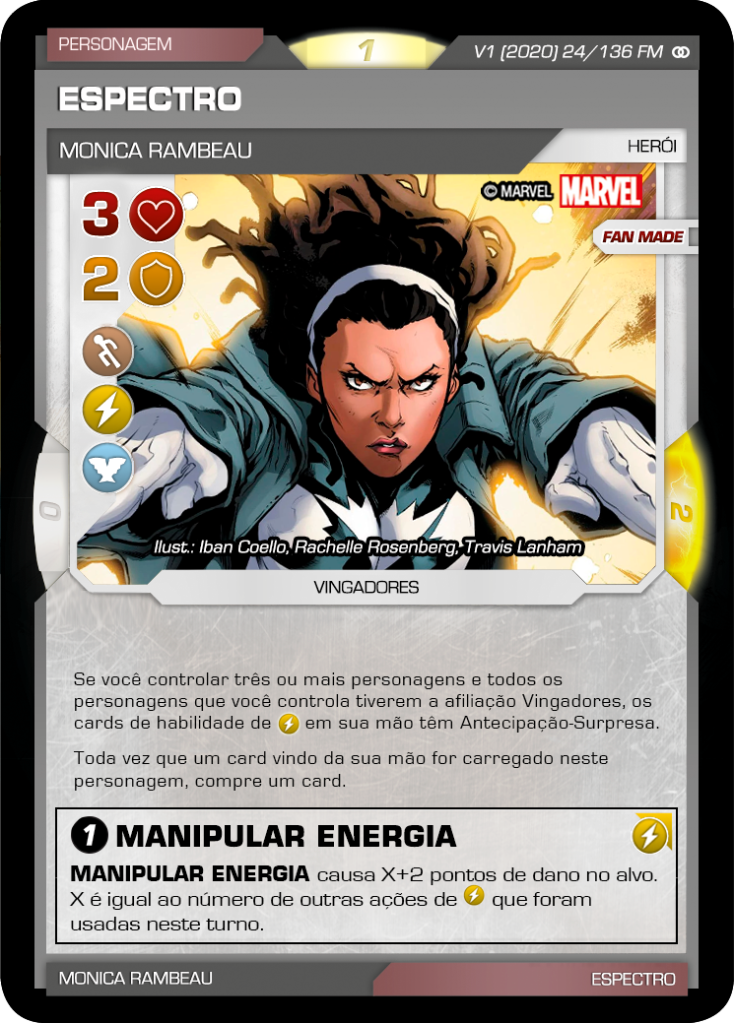 PERSONAGEM
1
V1 (2020) 24/136 FM
ESPECTRO
MONICA RAMBEAU
HERÓI
© MARVEL MARVEL
3
FAN MADE
2
0
2
Ilust.: Iban Coello, Rachelle Rosenberg, Travis Lanham
VINGADORES
Se você controlar três ou mais personagens e todos os
personagens que você controla tiverem a afiliação Vingadores, os
cards de habilidade de em sua mão têm Antecipação-Surpresa.
Toda vez que um card vindo da sua mão for carregado neste
personagem, compre um card.
1 MANIPULAR ENERGIA
MANIPULAR ENERGIA causa X+2 pontos de dano no alvo.
X é igual ao número de outras ações de que foram
usadas neste turno.
MONICA RAMBEAU
ESPECTRO